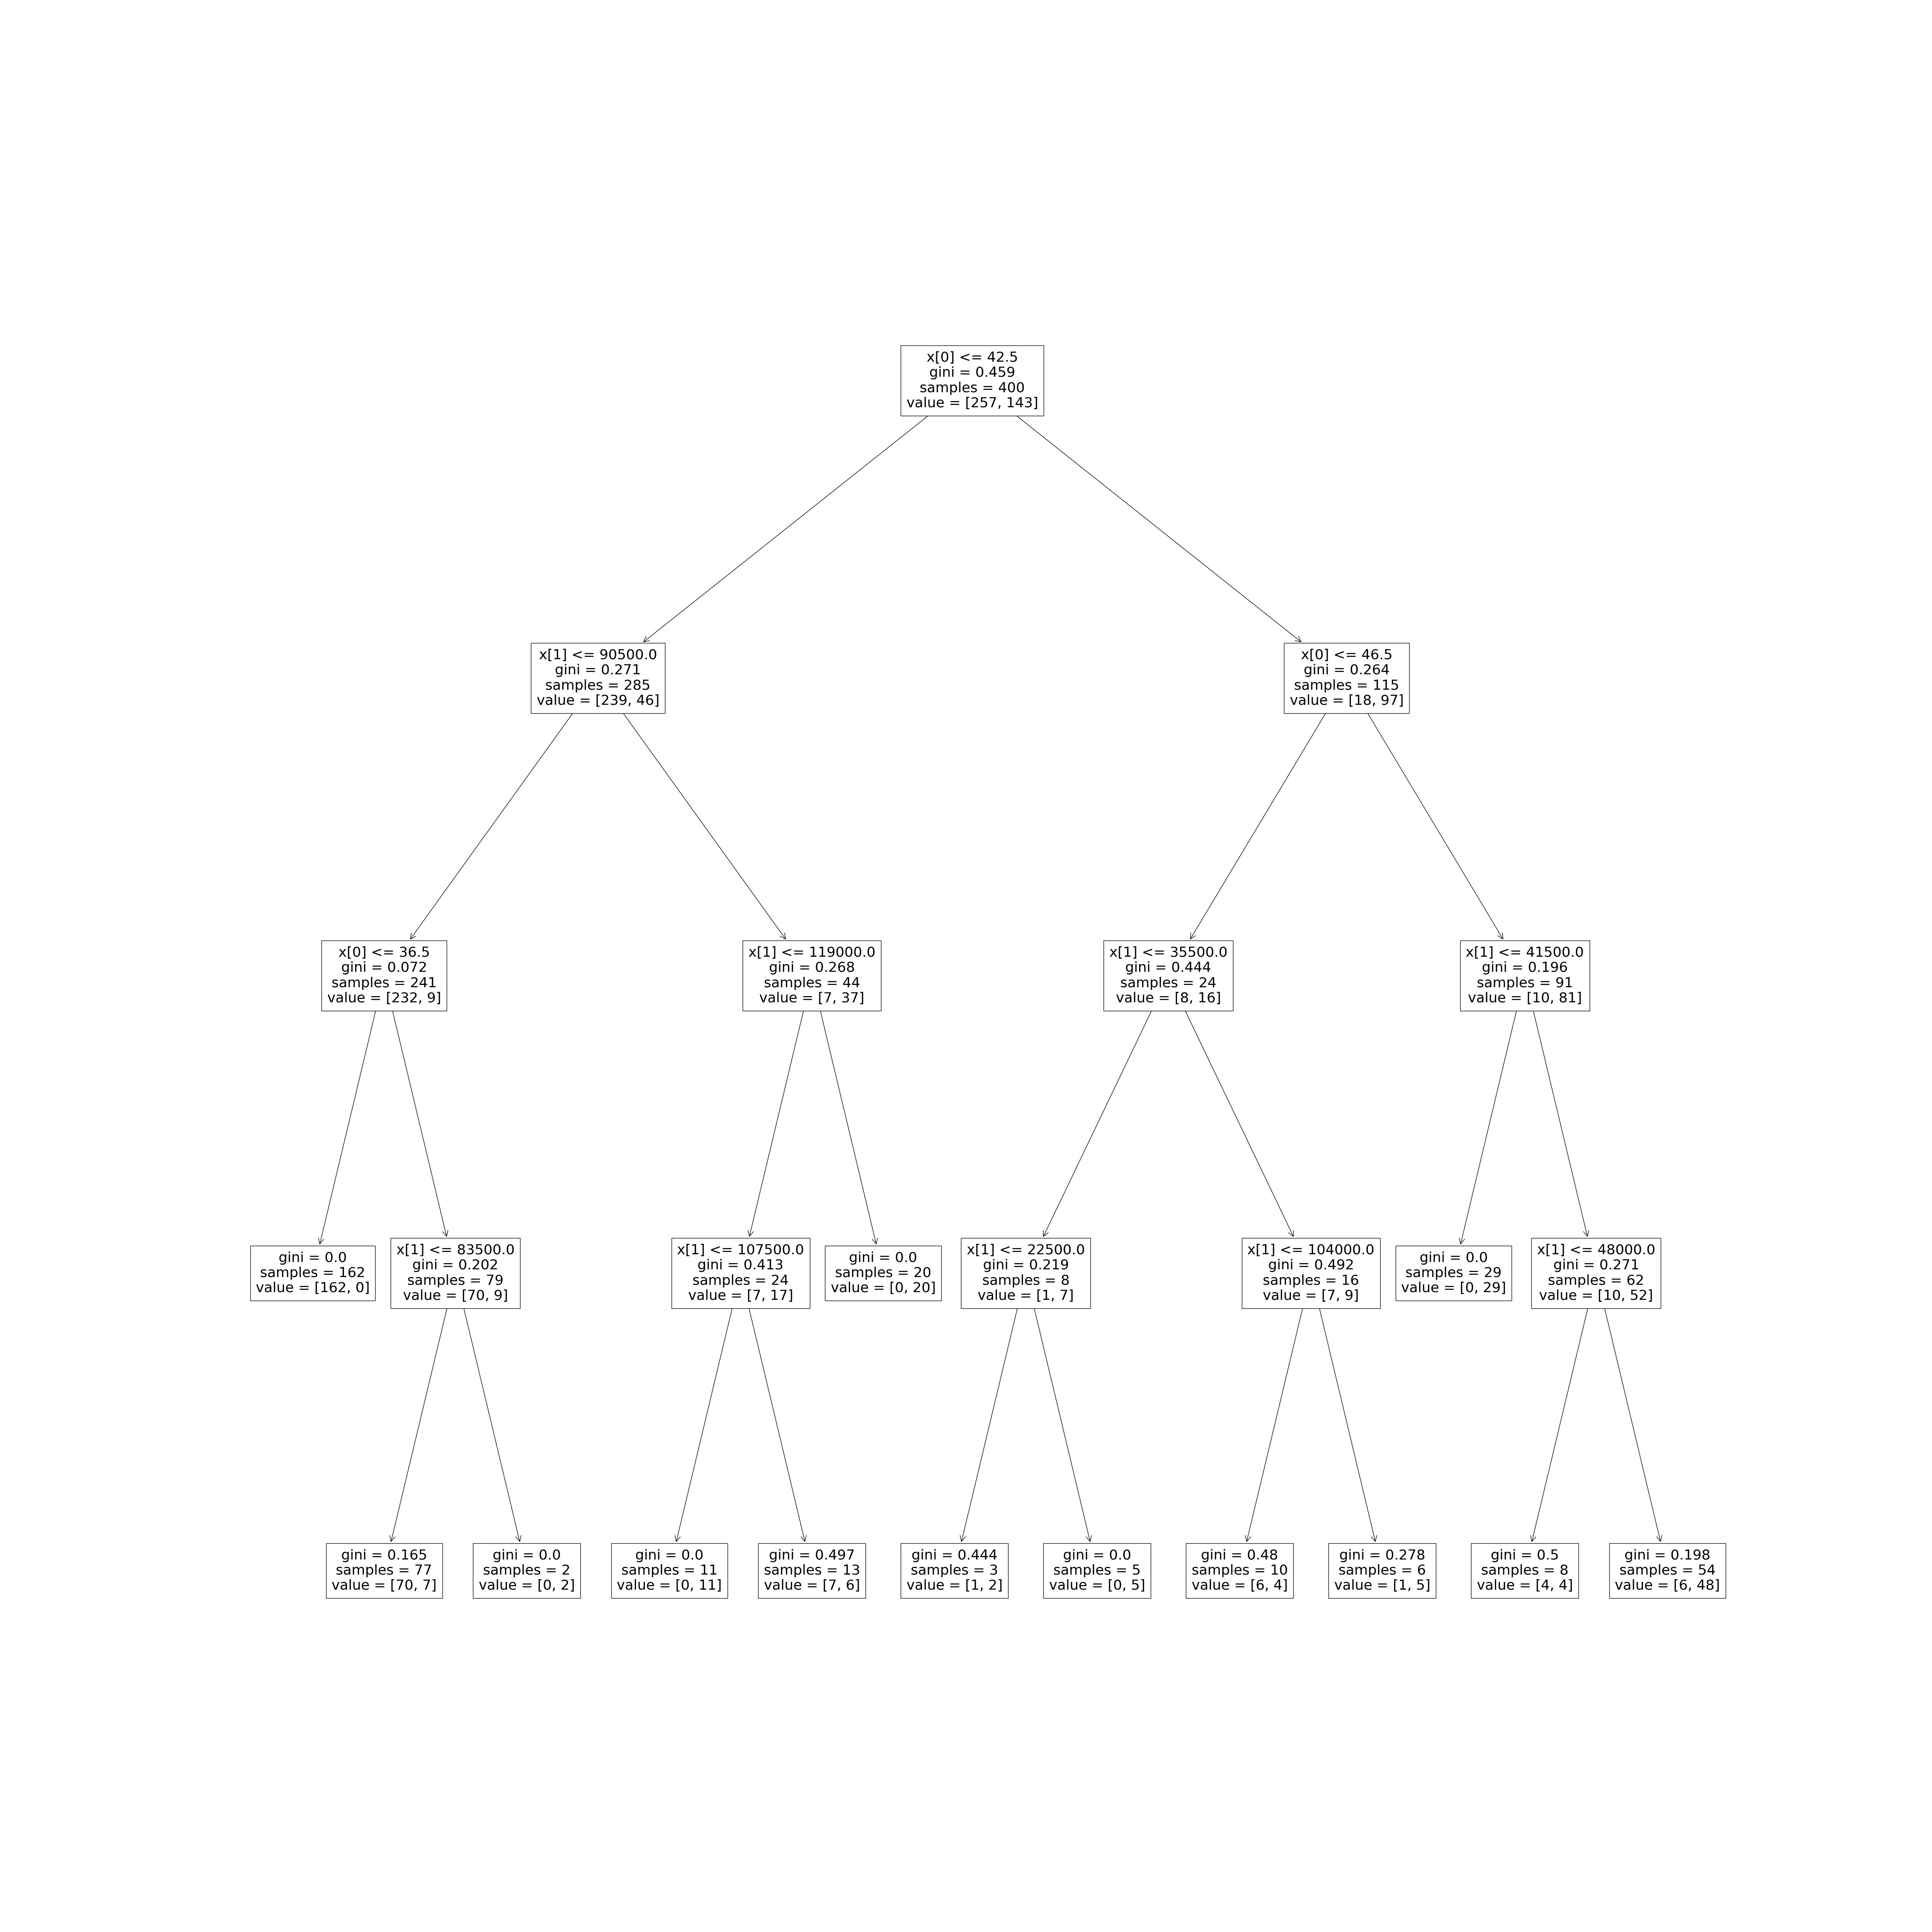 x[0] <= 42.5
gini = 0.459
samples = 400
value = [257, 143]
x[1] <= 90500.0
gini = 0.271
samples = 285
value = [239, 46]
x[0] <= 46.5
gini = 0.264
samples = 115
value = [18, 97]
x[0] <= 36.5
gini = 0.072
samples = 241
value = [232, 9]
x[1] <= 119000.0
gini = 0.268
samples = 44
value = [7, 37]
x[1] <= 35500.0
gini = 0.444
samples = 24
value = [8, 16]
x[1] <= 41500.0
gini = 0.196
samples = 91
value = [10, 81]
gini = 0.0
samples = 162
value = [162, 0]
x[1] <= 83500.0
gini = 0.202
samples = 79
value = [70, 9]
x[1] <= 107500.0
gini = 0.413
samples = 24
value = [7, 17]
gini = 0.0
samples = 20
value = [0, 20]
x[1] <= 22500.0
gini = 0.219
samples = 8
value = [1, 7]
x[1] <= 104000.0
gini = 0.492
samples = 16
value = [7, 9]
gini = 0.0
samples = 29
value = [0, 29]
x[1] <= 48000.0
gini = 0.271
samples = 62
value = [10, 52]
gini = 0.165
samples = 77
value = [70, 7]
gini = 0.0
samples = 2
value = [0, 2]
gini = 0.0
samples = 11
value = [0, 11]
gini = 0.497
samples = 13
value = [7, 6]
gini = 0.444
samples = 3
value = [1, 2]
gini = 0.0
samples = 5
value = [0, 5]
gini = 0.48
samples = 10
value = [6, 4]
gini = 0.278
samples = 6
value = [1, 5]
gini = 0.5
samples = 8
value = [4, 4]
gini = 0.198
samples = 54
value = [6, 48]